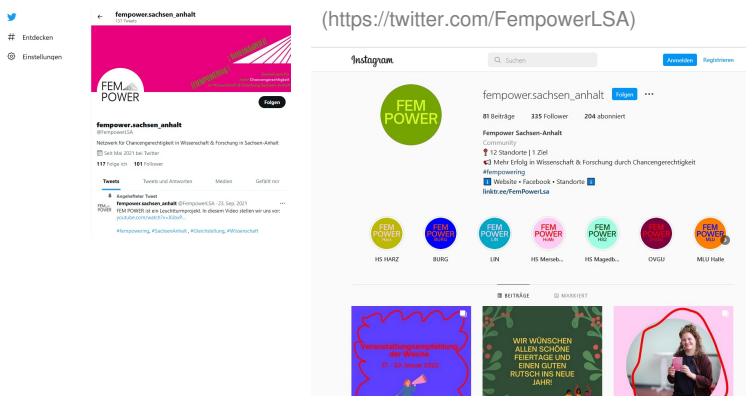 (https://twitter.com/FempowerLSA)
fempower.sachsen_anhalt
137 Tweets
Entdecken
Einstellungen
FEM
POWER
Folgen
fempower.sachsen_anhalt
@FempowerLSA
Netzwerk für Chancengerechtigkeit in Wissenschaft & Forschung in Sachsen-Anhalt
Seit Mai 2021 bei Twitter
117 Folge ich 101 Follower
Tweets Tweets und Antworten Medien Gefällt mir
Angehefteter Tweet
fempower.sachsen_anhalt @FempowerLSA · 23. Sep. 2021
FEM POWER ist ein Leuchtturmprojekt. In diesem Video stellen wir uns vor:
#fempowering, #SachsenAnhalt, #Gleichstellung, #Wissenschaft
Instagram
Suchen
Anmelden Registrieren
FEM
POWER
fempower.sachsen_anhalt Folgen
81 Beiträge 335 Follower 204 abonniert
Fempower Sachsen-Anhalt
Community
12 Standorte | 1 Ziel
Mehr Erfolg in Wissenschaft & Forschung durch Chancengerechtigkeit
#fempowering
Website • Facebook • Standorte
linktr.ee/FemPowerLsa
HS HARZ BURG LIN HS Merseb... HS Magedb... OVGU MLU Halle
BEITRÄGE MARKIERT
Veranstaltungsempfehlung
der Woche
17. - 23. Januar 2022
WIR WÜNSCHEN
ALLEN SCHÖNE
FEIERTAGE UND
EINEN GUTEN
RUTSCH INS NEUE
JAHR!